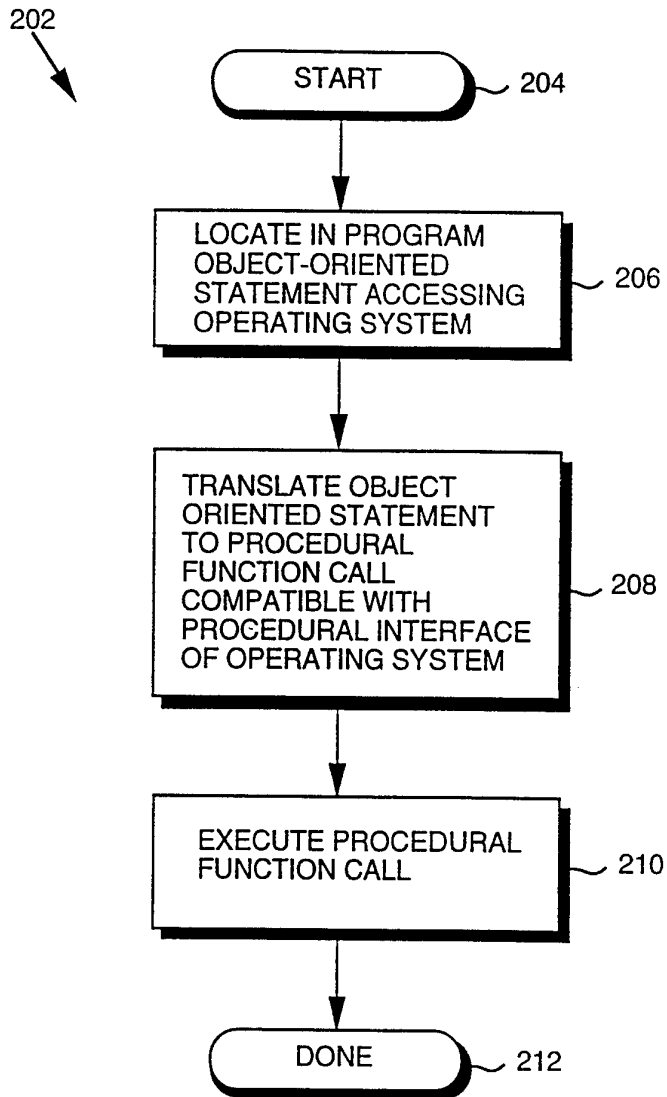 202
START
204
LOCATE IN PROGRAM
OBJECT-ORIENTED
STATEMENT ACCESSING
OPERATING SYSTEM
206
TRANSLATE OBJECT
ORIENTED STATEMENT
TO PROCEDURAL
FUNCTION CALL
COMPATIBLE WITH
PROCEDURAL INTERFACE
OF OPERATING SYSTEM
208
EXECUTE PROCEDURAL
FUNCTION CALL
210
DONE
212